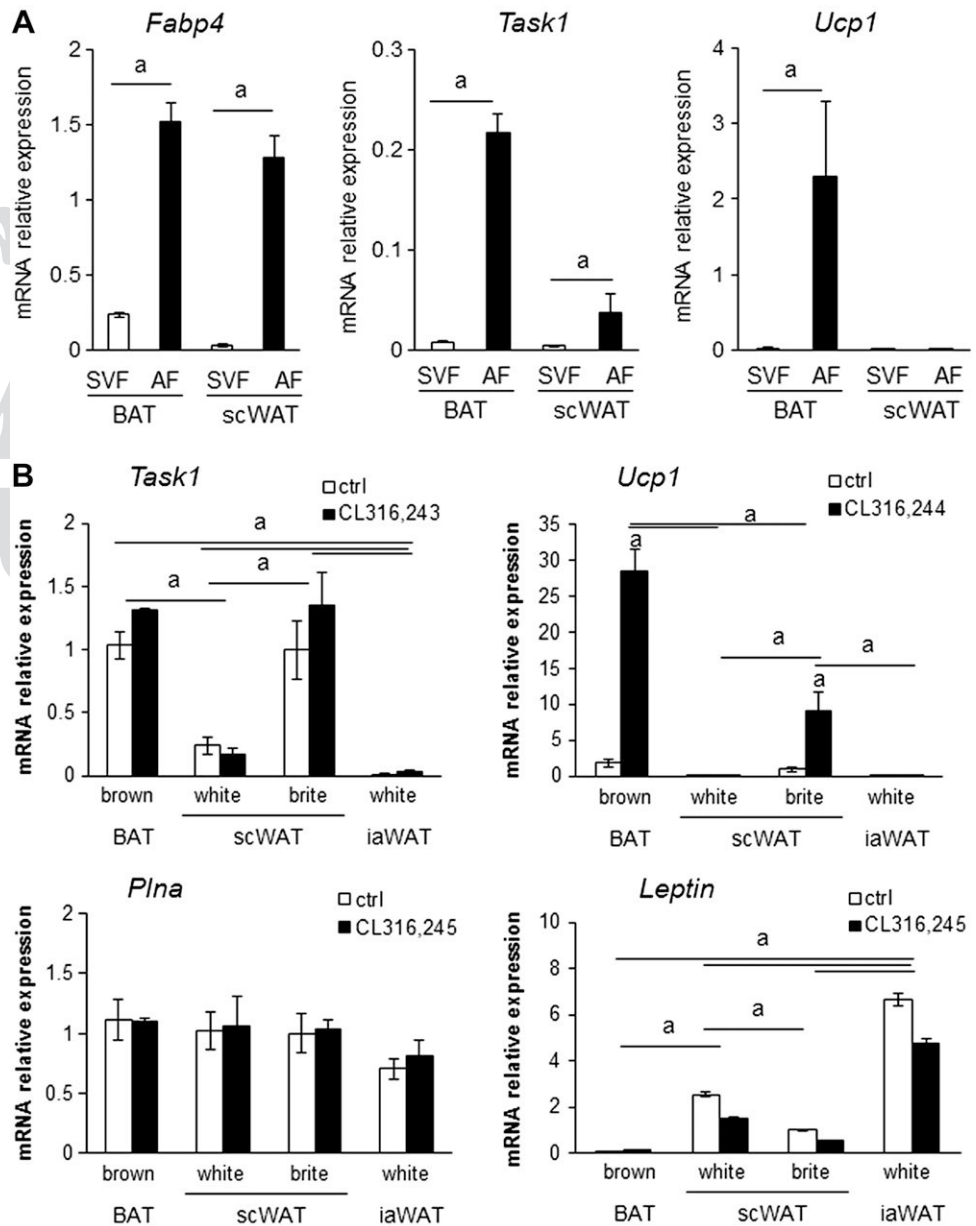 A
Fabp4
Task1
Ucp1
mRNA relative expression
2
1.5
1
0.5
0
a
a
SVF AF SVF AF
BAT scWAT
mRNA relative expression
0.3
0.2
0.1
0
a
a
SVF AF SVF AF
BAT scWAT
mRNA relative expression
4
3
2
1
0
a
SVF AF SVF AF
BAT scWAT
B
Task1
ctrl
CL316,243
mRNA relative expression
2
1.5
1
0.5
0
a
a
a
brown white brite white
BAT scWAT iaWAT
Ucp1
ctrl
CL316,244
mRNA relative expression
35
30
25
20
15
10
5
0
a
a
a
a
a
brown white brite white
BAT scWAT iaWAT
Plna
ctrl
CL316,245
mRNA relative expression
2
1.5
1
0.5
0
brown white brite white
BAT scWAT iaWAT
Leptin
ctrl
CL316,245
mRNA relative expression
10
8
6
4
2
0
a
a
a
brown white brite white
BAT scWAT iaWAT